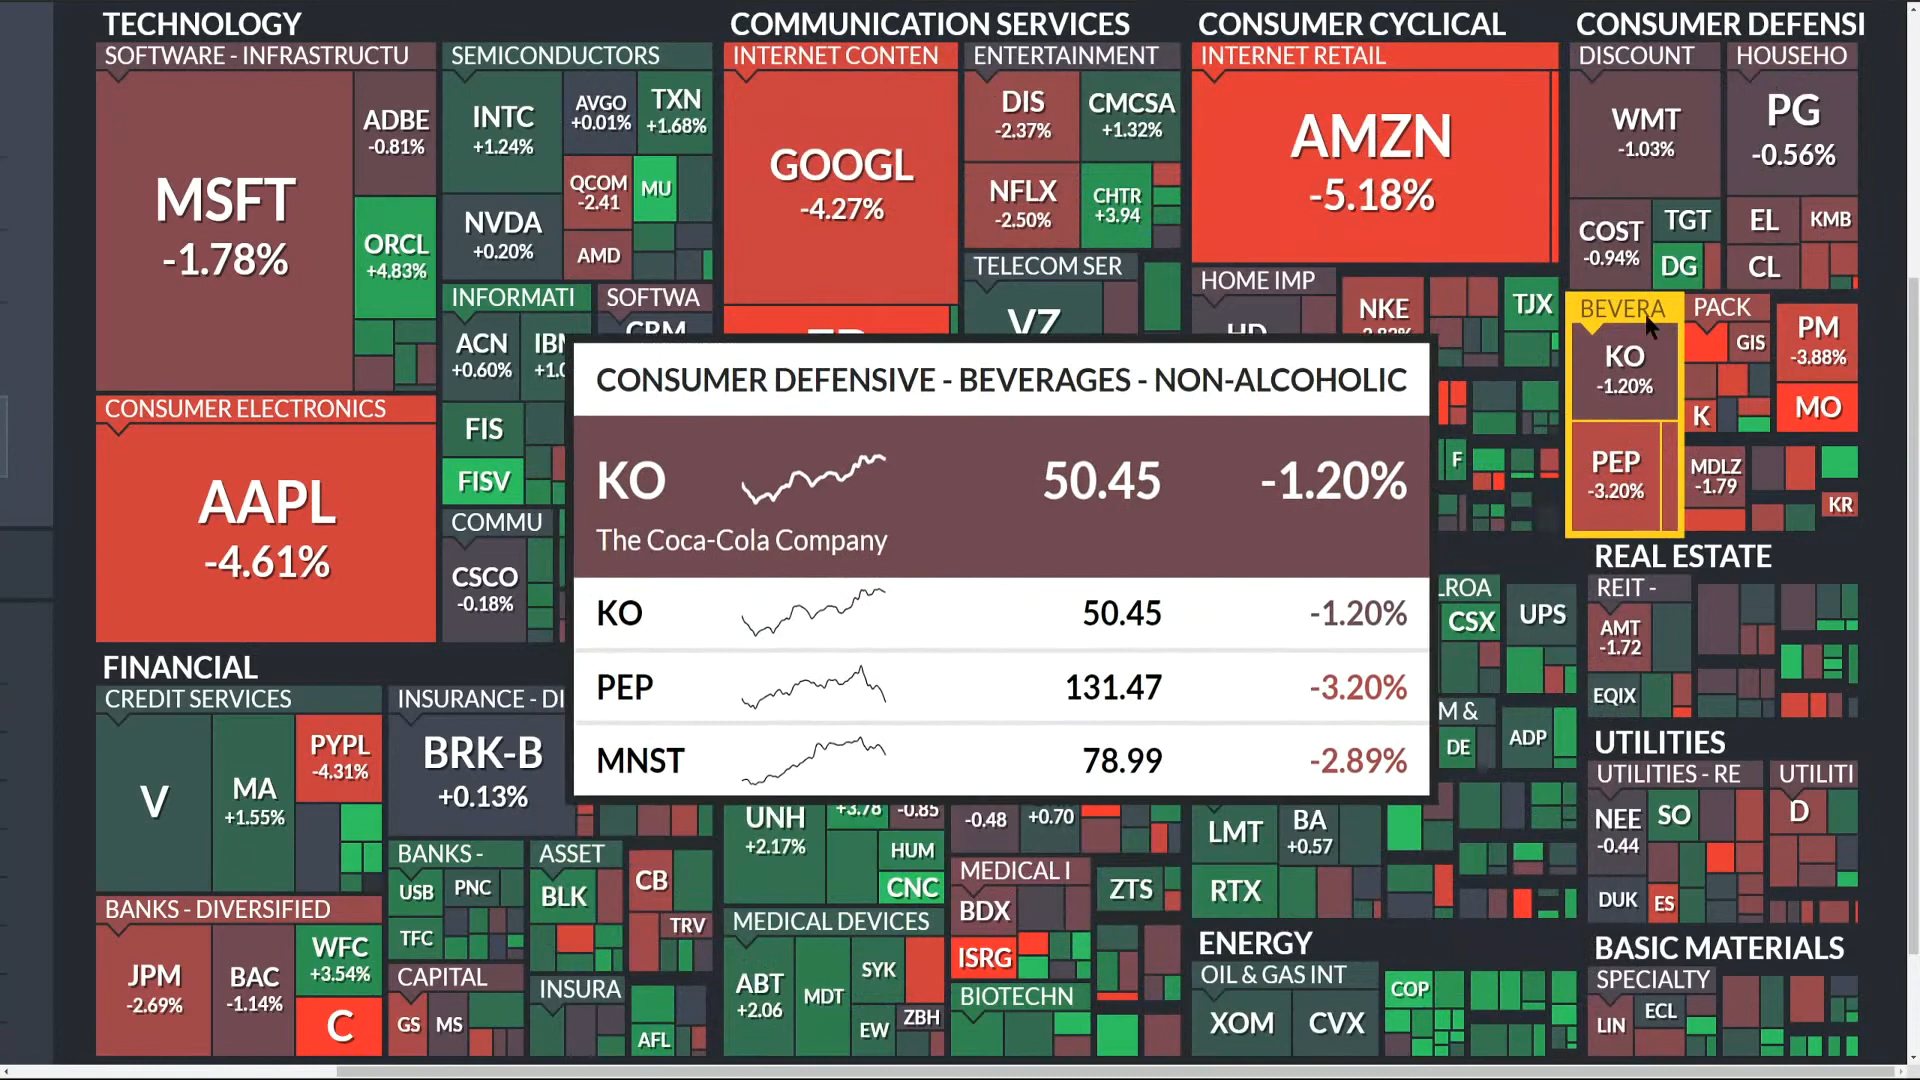 TECHNOLOGY
COMMUNICATION SERVICES
CONSUMER CYCLICAL
CONSUMER DEFENSI
SOFTWARE - INFRASTRUCTU
MSFT
-1.78%
ADBE
-0.81%
ORCL
+4.83%
SEMICONDUCTORS
INTC
+1.24%
AVGO
+0.01%
TXN
+1.68%
NVDA
+0.20%
QCOM
-2.41
MU
AMD
INFORMATI
ACN
+0.60%
SOFTWA
FIS
FISV
COMMU
CSCO
-0.18%
CONSUMER ELECTRONICS
AAPL
-4.61%
INTERNET CONTEN
GOOGL
-4.27%
ENTERTAINMENT
DIS
-2.37%
CMCSA
+1.32%
NFLX
-2.50%
CHTR
+3.94
TELECOM SER
VZ
INTERNET RETAIL
AMZN
-5.18%
HOME IMP
NKE
TJX
F
DISCOUNT
WMT
-1.03%
COST
-0.94%
TGT
DG
HOUSEHO
PG
-0.56%
EL
KMB
CL
BEVERA
KO
-1.20%
PEP
-3.20%
PACK
GIS
K
MDLZ
-1.79
PM
-3.88%
MO
KR
CONSUMER DEFENSIVE - BEVERAGES - NON-ALCOHOLIC
KO
50.45
-1.20%
The Coca-Cola Company
KO
50.45
-1.20%
PEP
131.47
-3.20%
MNST
78.99
-2.89%
LROA
CSX
UPS
M &
DE
ADP
REAL ESTATE
REIT -
AMT
-1.72
EQIX
FINANCIAL
CREDIT SERVICES
V
MA
+1.55%
PYPL
-4.31%
INSURANCE - DI
BRK-B
+0.13%
BANKS - DIVERSIFIED
JPM
-2.69%
BAC
-1.14%
WFC
+3.54%
C
BANKS -
USB
PNC
TFC
ASSET
BLK
CB
TRV
CAPITAL
GS
MS
INSURA
AFL
UNH
+2.17%
+3.78
-0.85
HUM
CNC
MEDICAL DEVICES
ABT
+2.06
MDT
SYK
EW
ZBH
-0.48
+0.70
MEDICAL I
BDX
ISRG
ZTS
BIOTECHN
LMT
BA
+0.57
RTX
ENERGY
OIL & GAS INT
XOM
CVX
COP
UTILITIES
UTILITIES - RE
NEE
-0.44
SO
DUK
ES
UTILITI
D
BASIC MATERIALS
SPECIALTY
LIN
ECL